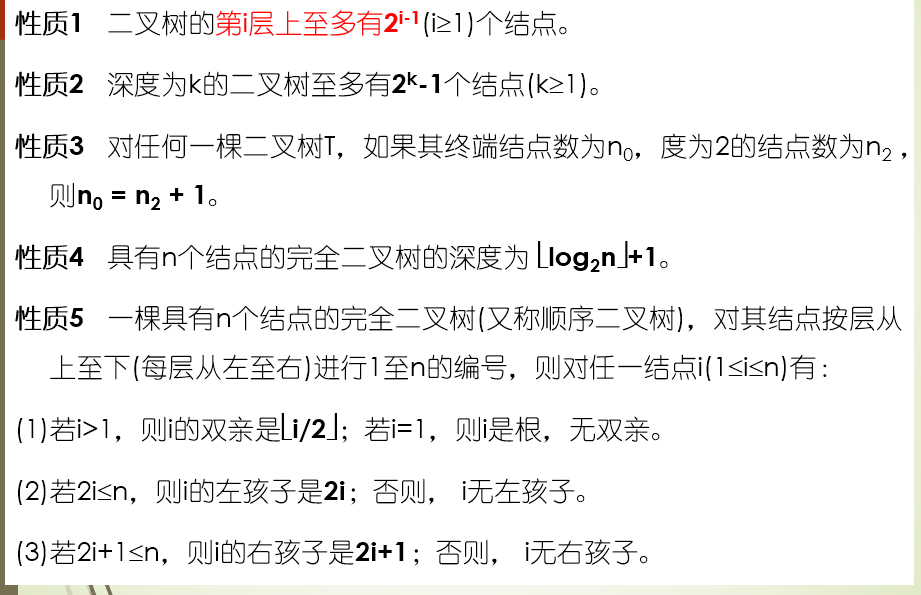 性质1 二叉树的第i层上至多有2^{i-1}(i≥1)个结点。
性质2 深度为k的二叉树至多有2^k-1个结点(k≥1)。
性质3 对任何一棵二叉树T，如果其终端结点数为n₀，度为2的结点数为n₂，
则n₀ = n₂ + 1。
性质4 具有n个结点的完全二叉树的深度为⌊log₂n⌋+1。
性质5 一棵具有n个结点的完全二叉树(又称顺序二叉树)，对其结点按层从
上至下(每层从左至右)进行1至n的编号，则对任一结点i(1≤i≤n)有：
(1)若i>1，则i的双亲是⌊i/2⌋；若i=1，则i是根，无双亲。
(2)若2i≤n，则i的左孩子是2i；否则， i无左孩子。
(3)若2i+1≤n，则i的右孩子是2i+1；否则， i无右孩子。